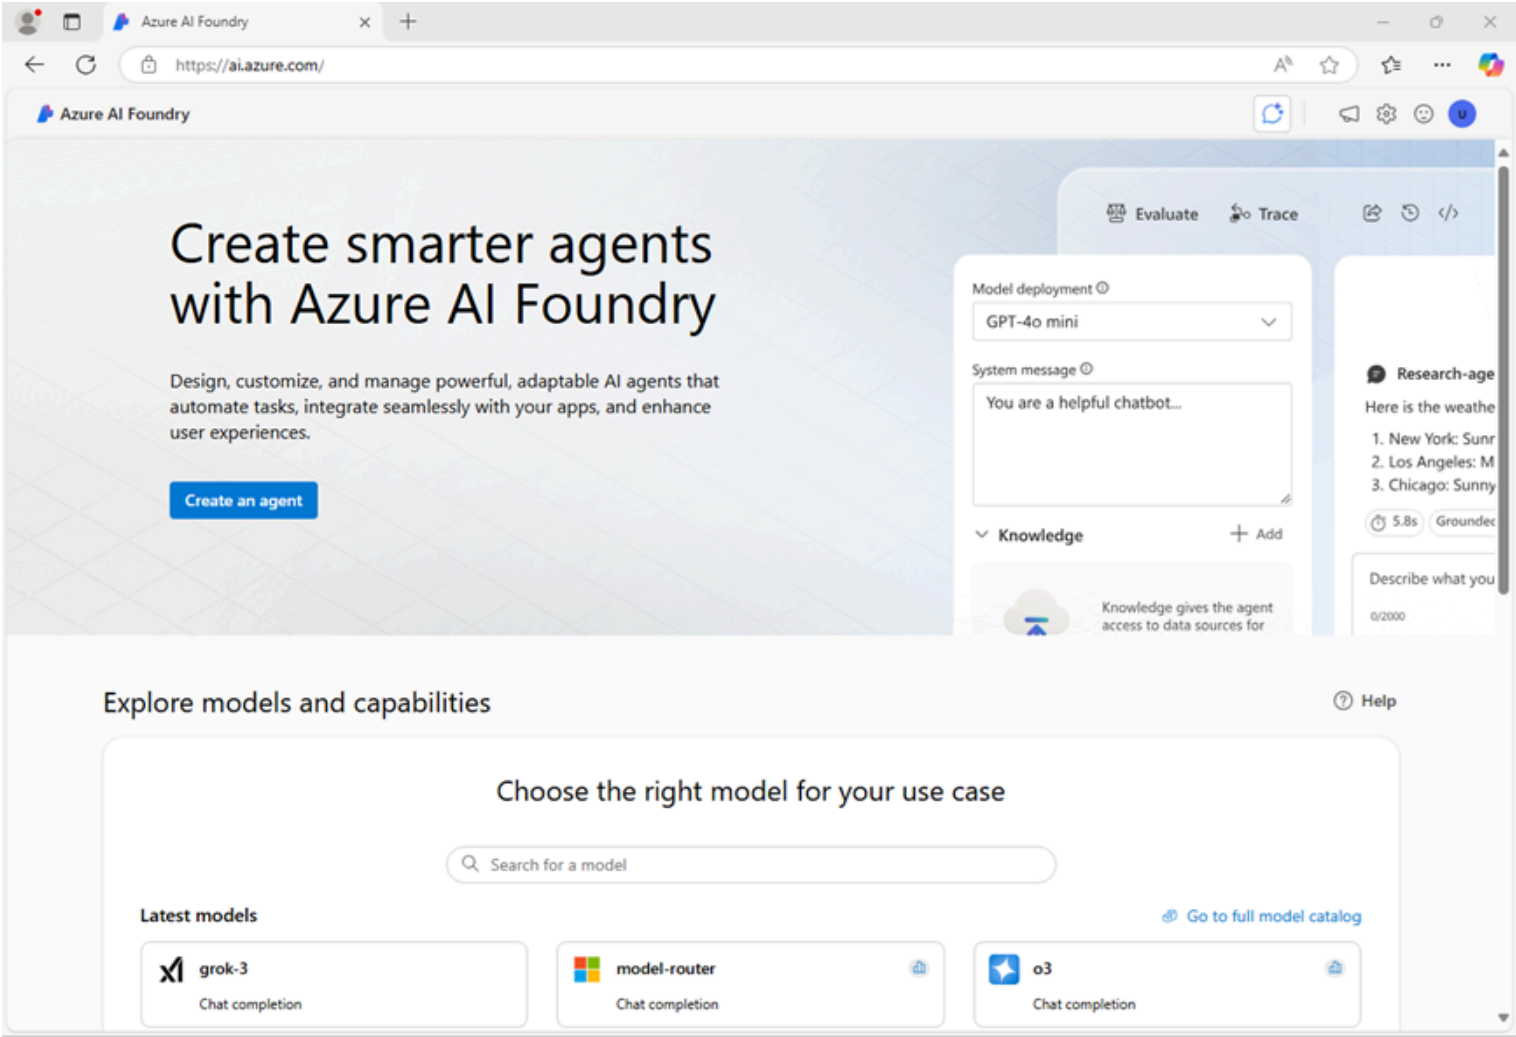 Azure AI Foundry
https://ai.azure.com/
Azure AI Foundry
U
Create smarter agents
with Azure AI Foundry
Design, customize, and manage powerful, adaptable AI agents that
automate tasks, integrate seamlessly with your apps, and enhance
user experiences.
Create an agent
Evaluate
Trace
Model deployment
GPT-4o mini
System message
You are a helpful chatbot...
Knowledge
Add
Knowledge gives the agent
access to data sources for
Research-age
Here is the weathe
1. New York: Sunr
2. Los Angeles: M
3. Chicago: Sunny
5.8s
Grounded
Describe what you
0/2000
Explore models and capabilities
Help
Choose the right model for your use case
Search for a model
Latest models
Go to full model catalog
grok-3
Chat completion
model-router
Chat completion
o3
Chat completion